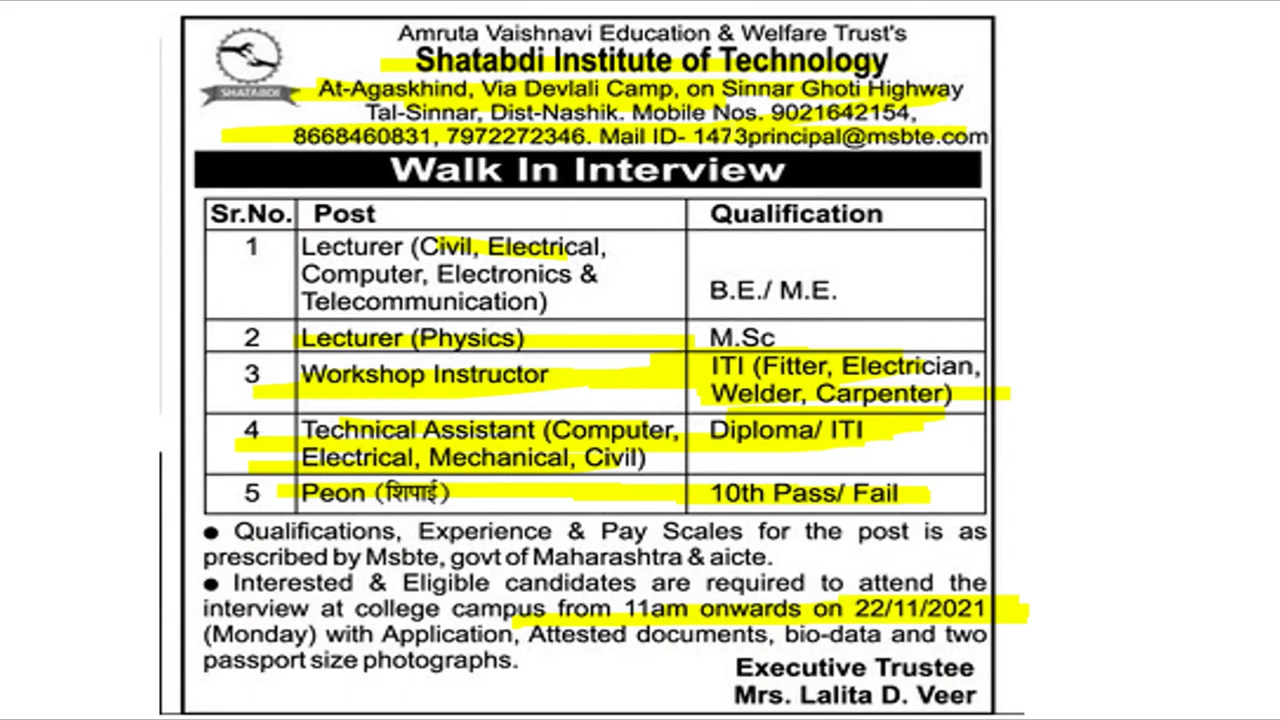 Amruta Vaishnavi Education & Welfare Trust's
Shatabdi Institute of Technology
SHATABDI
At-Agaskhind, Via Devlali Camp, on Sinnar Ghoti Highway
Tal-Sinnar, Dist-Nashik. Mobile Nos. 9021642154,
8668460831, 7972272346. Mail ID- 1473principal@msbte.com
Walk In Interview
Sr.No. Post Qualification
1 Lecturer (Civil, Electrical,
Computer, Electronics &
Telecommunication) B.E./ M.E.
2 Lecturer (Physics) M.Sc
3 Workshop Instructor ITI (Fitter, Electrician,
Welder, Carpenter)
4 Technical Assistant (Computer, Diploma/ ITI
Electrical, Mechanical, Civil)
5 Peon (शिपाई) 10th Pass/ Fail
● Qualifications, Experience & Pay Scales for the post is as
prescribed by Msbte, govt of Maharashtra & aicte.
● Interested & Eligible candidates are required to attend the
interview at college campus from 11am onwards on 22/11/2021
(Monday) with Application, Attested documents, bio-data and two
passport size photographs.
Executive Trustee
Mrs. Lalita D. Veer